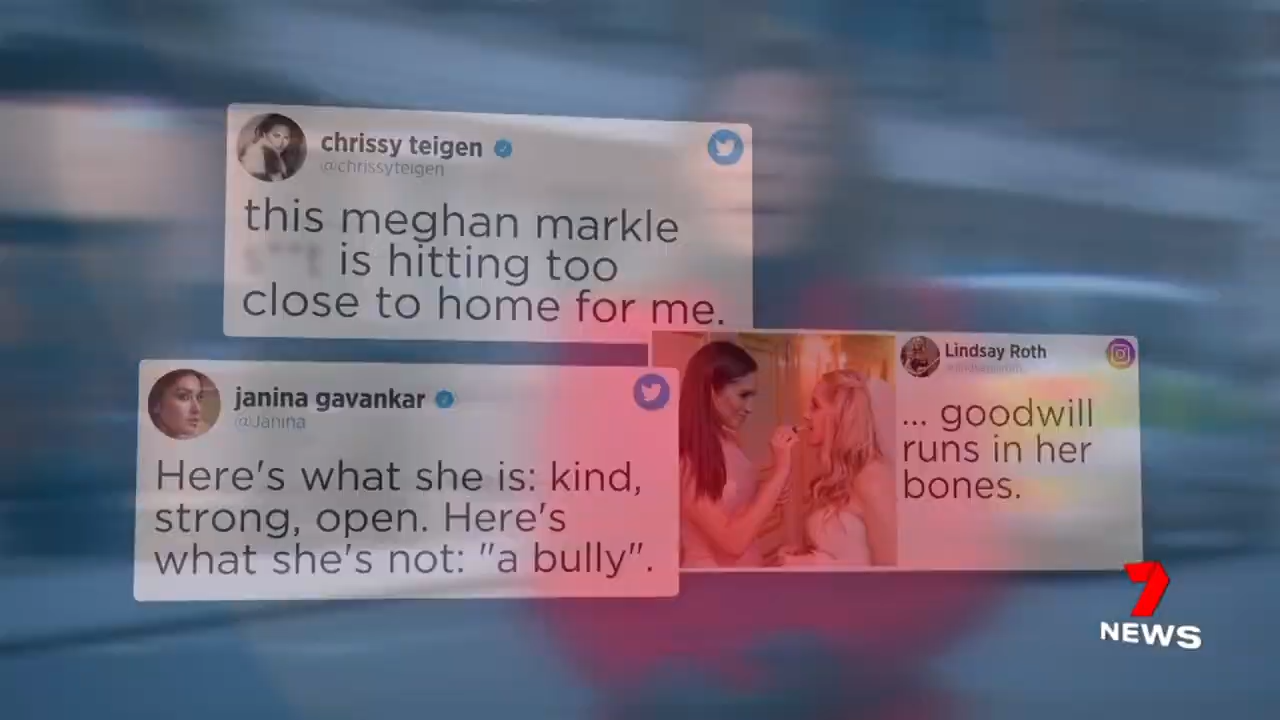 chrissy teigen
@chrissyteigen
this meghan markle
is hitting too
close to home for me.
janina gavankar
@Janina
Here's what she is: kind,
strong, open. Here's
what she's not: "a bully".
Lindsay Roth
... goodwill
runs in her
bones.
7
NEWS